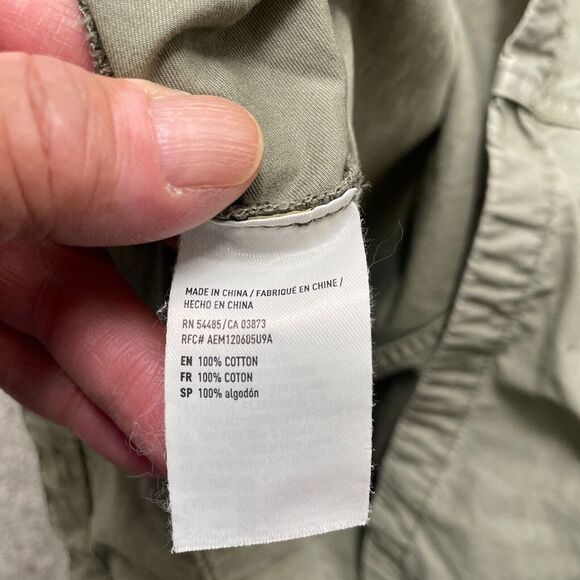 MADE IN CHINA / FABRIQUÉ EN CHINE /
HECHO EN CHINA
RN 54485/CA 03873
RFC# AEM120605U9A
EN 100% COTTON
FR 100% COTON
SP 100% algodón